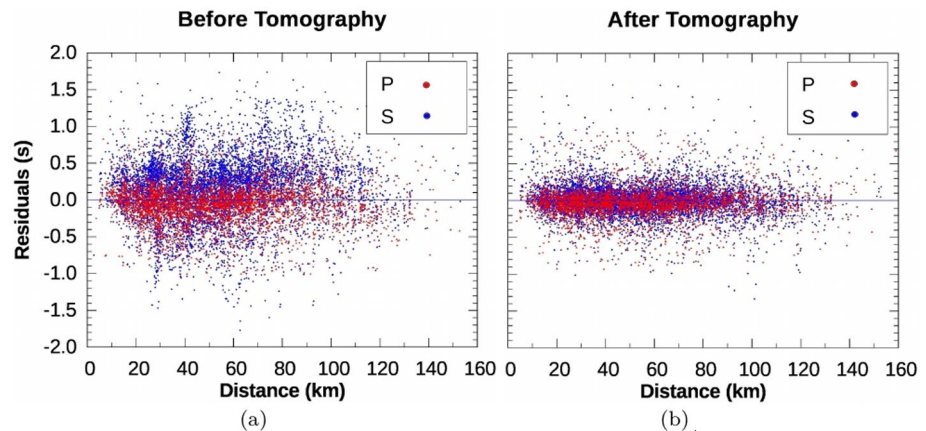 Before Tomography
After Tomography
2.0
1.5
1.0
0.5
0.0
-0.5
-1.0
-1.5
-2.0
Residuals (s)
P
S
P
S
0 20 40 60 80 100 120 140 160
0 20 40 60 80 100 120 140 160
Distance (km)
Distance (km)
(a)
(b)